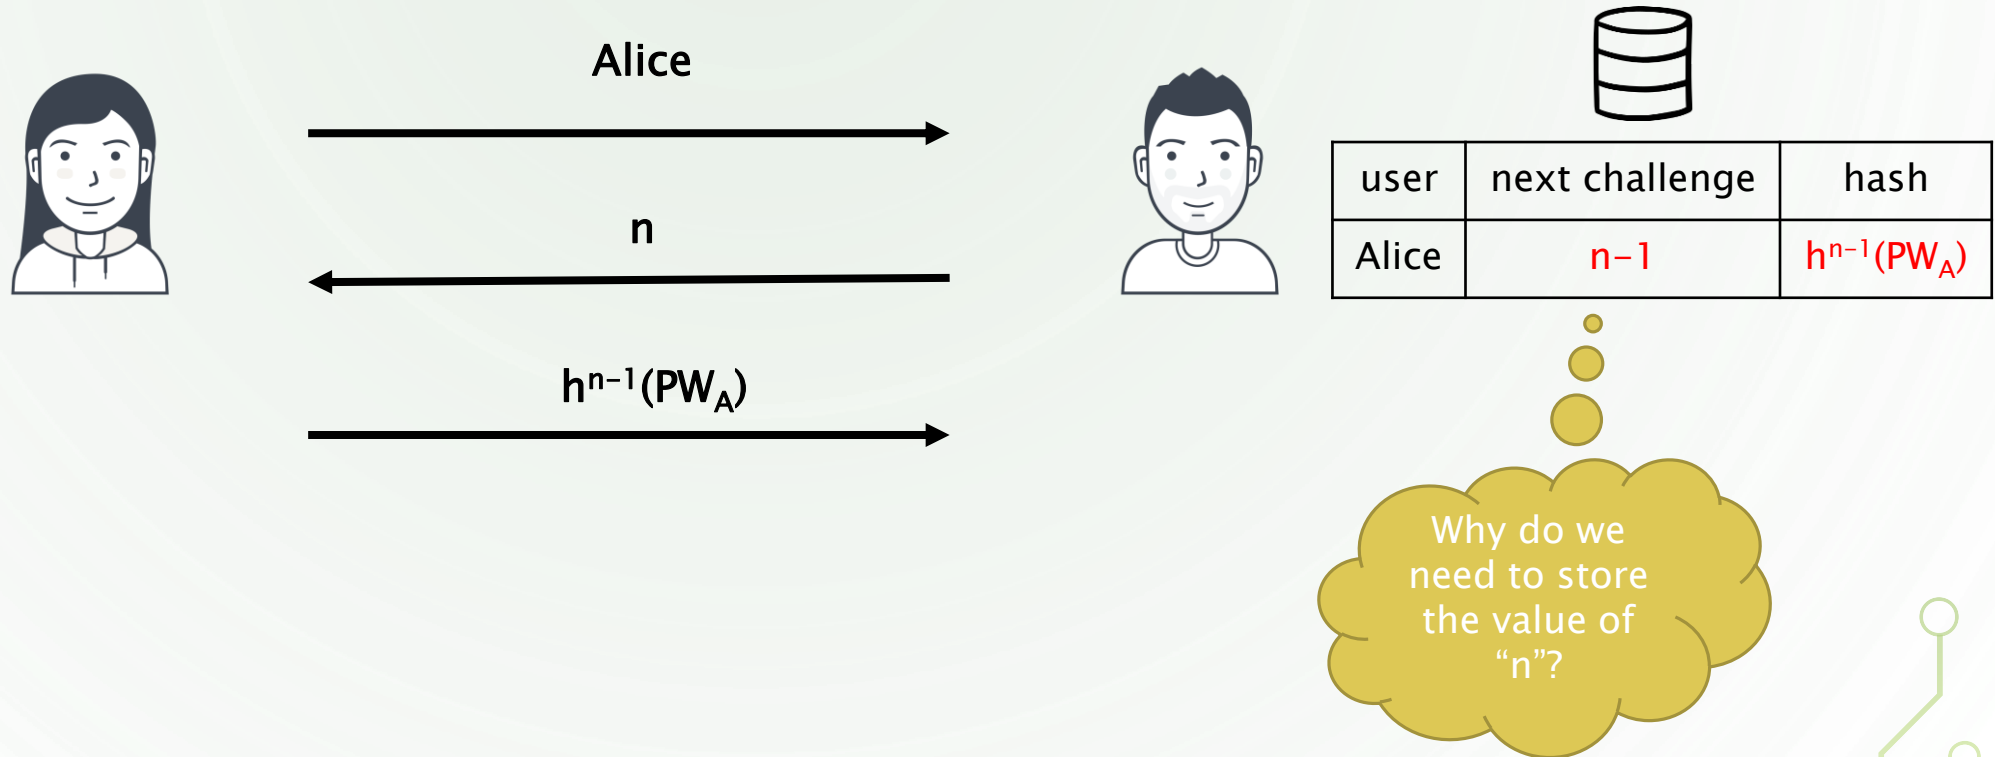 Alice
n
hⁿ⁻¹(PW_A)
user next challenge hash
Alice n-1 hⁿ⁻¹(PW_A)
Why do we
need to store
the value of
“n”?